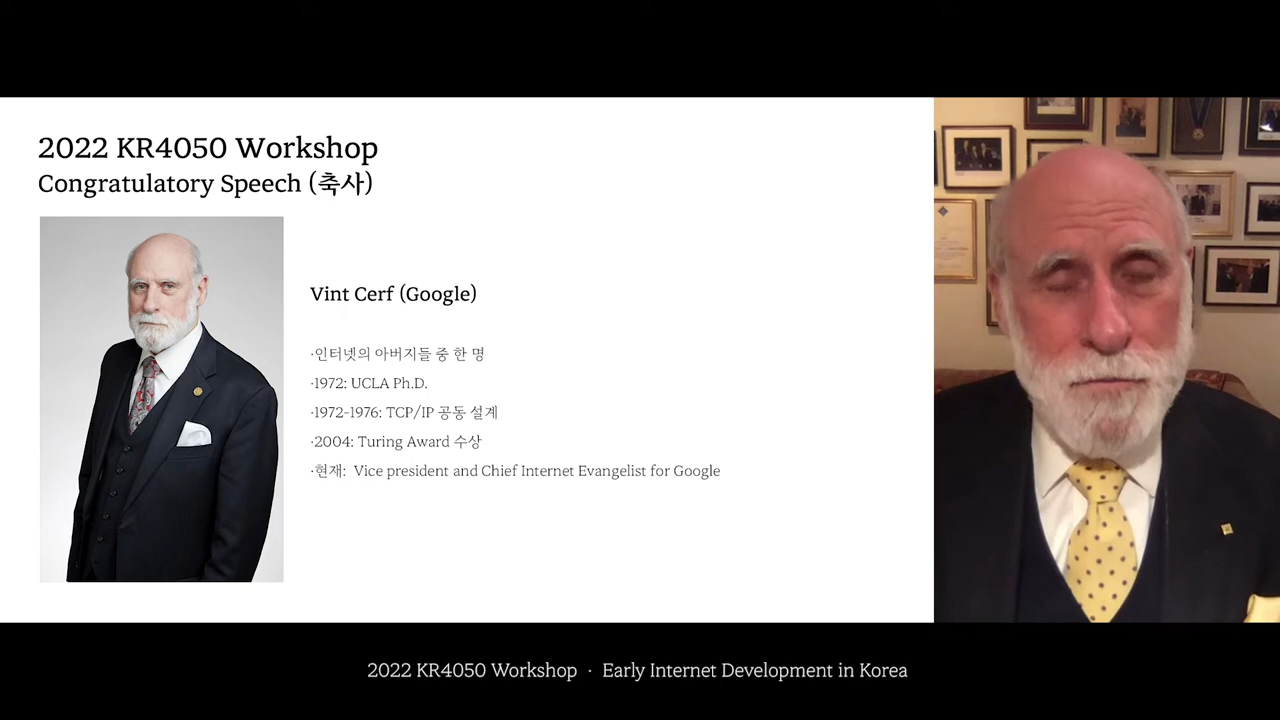 2022 KR4050 Workshop
Congratulatory Speech (축사)
Vint Cerf (Google)
·인터넷의 아버지들 중 한 명
·1972: UCLA Ph.D.
·1972-1976: TCP/IP 공동 설계
·2004: Turing Award 수상
·현재: Vice president and Chief Internet Evangelist for Google
2022 KR4050 Workshop · Early Internet Development in Korea